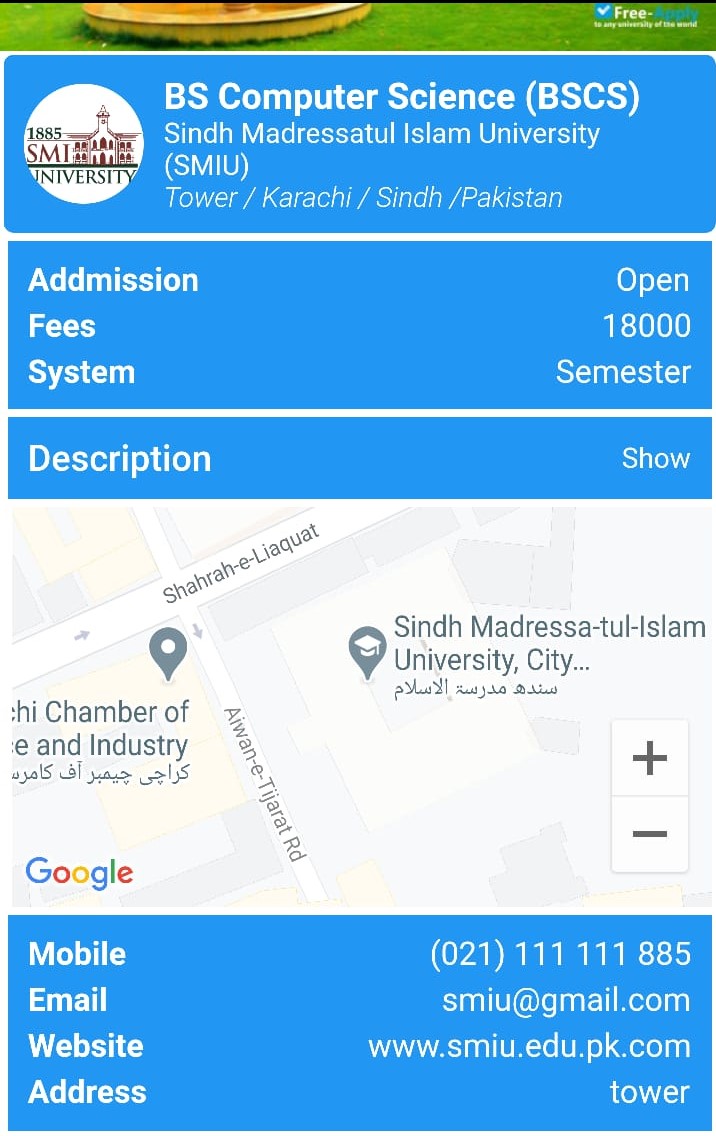 Free-Apply
to any university of the world
1885
SMI
UNIVERSITY
BS Computer Science (BSCS)
Sindh Madressatul Islam University
(SMIU)
Tower / Karachi / Sindh /Pakistan
Addmission Open
Fees 18000
System Semester
Description Show
Shahrah-e-Liaquat
Sindh Madressa-tul-Islam
University, City...
سندھ مدرسۃ الاسلام
chi Chamber of
e and Industry
کراچی چیمبر آف کامرس
Aiwan-e-Tijarat Rd
Google
Mobile (021) 111 111 885
Email smiu@gmail.com
Website www.smiu.edu.pk.com
Address tower